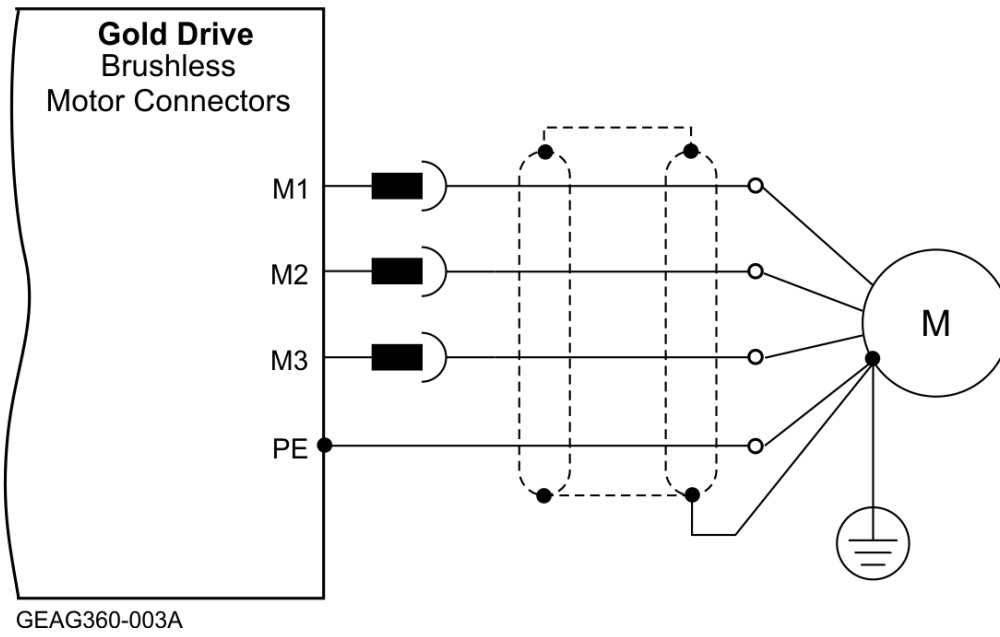 Gold Drive
Brushless
Motor Connectors
M1
M2
M3
PE
M
GEAG360-003A